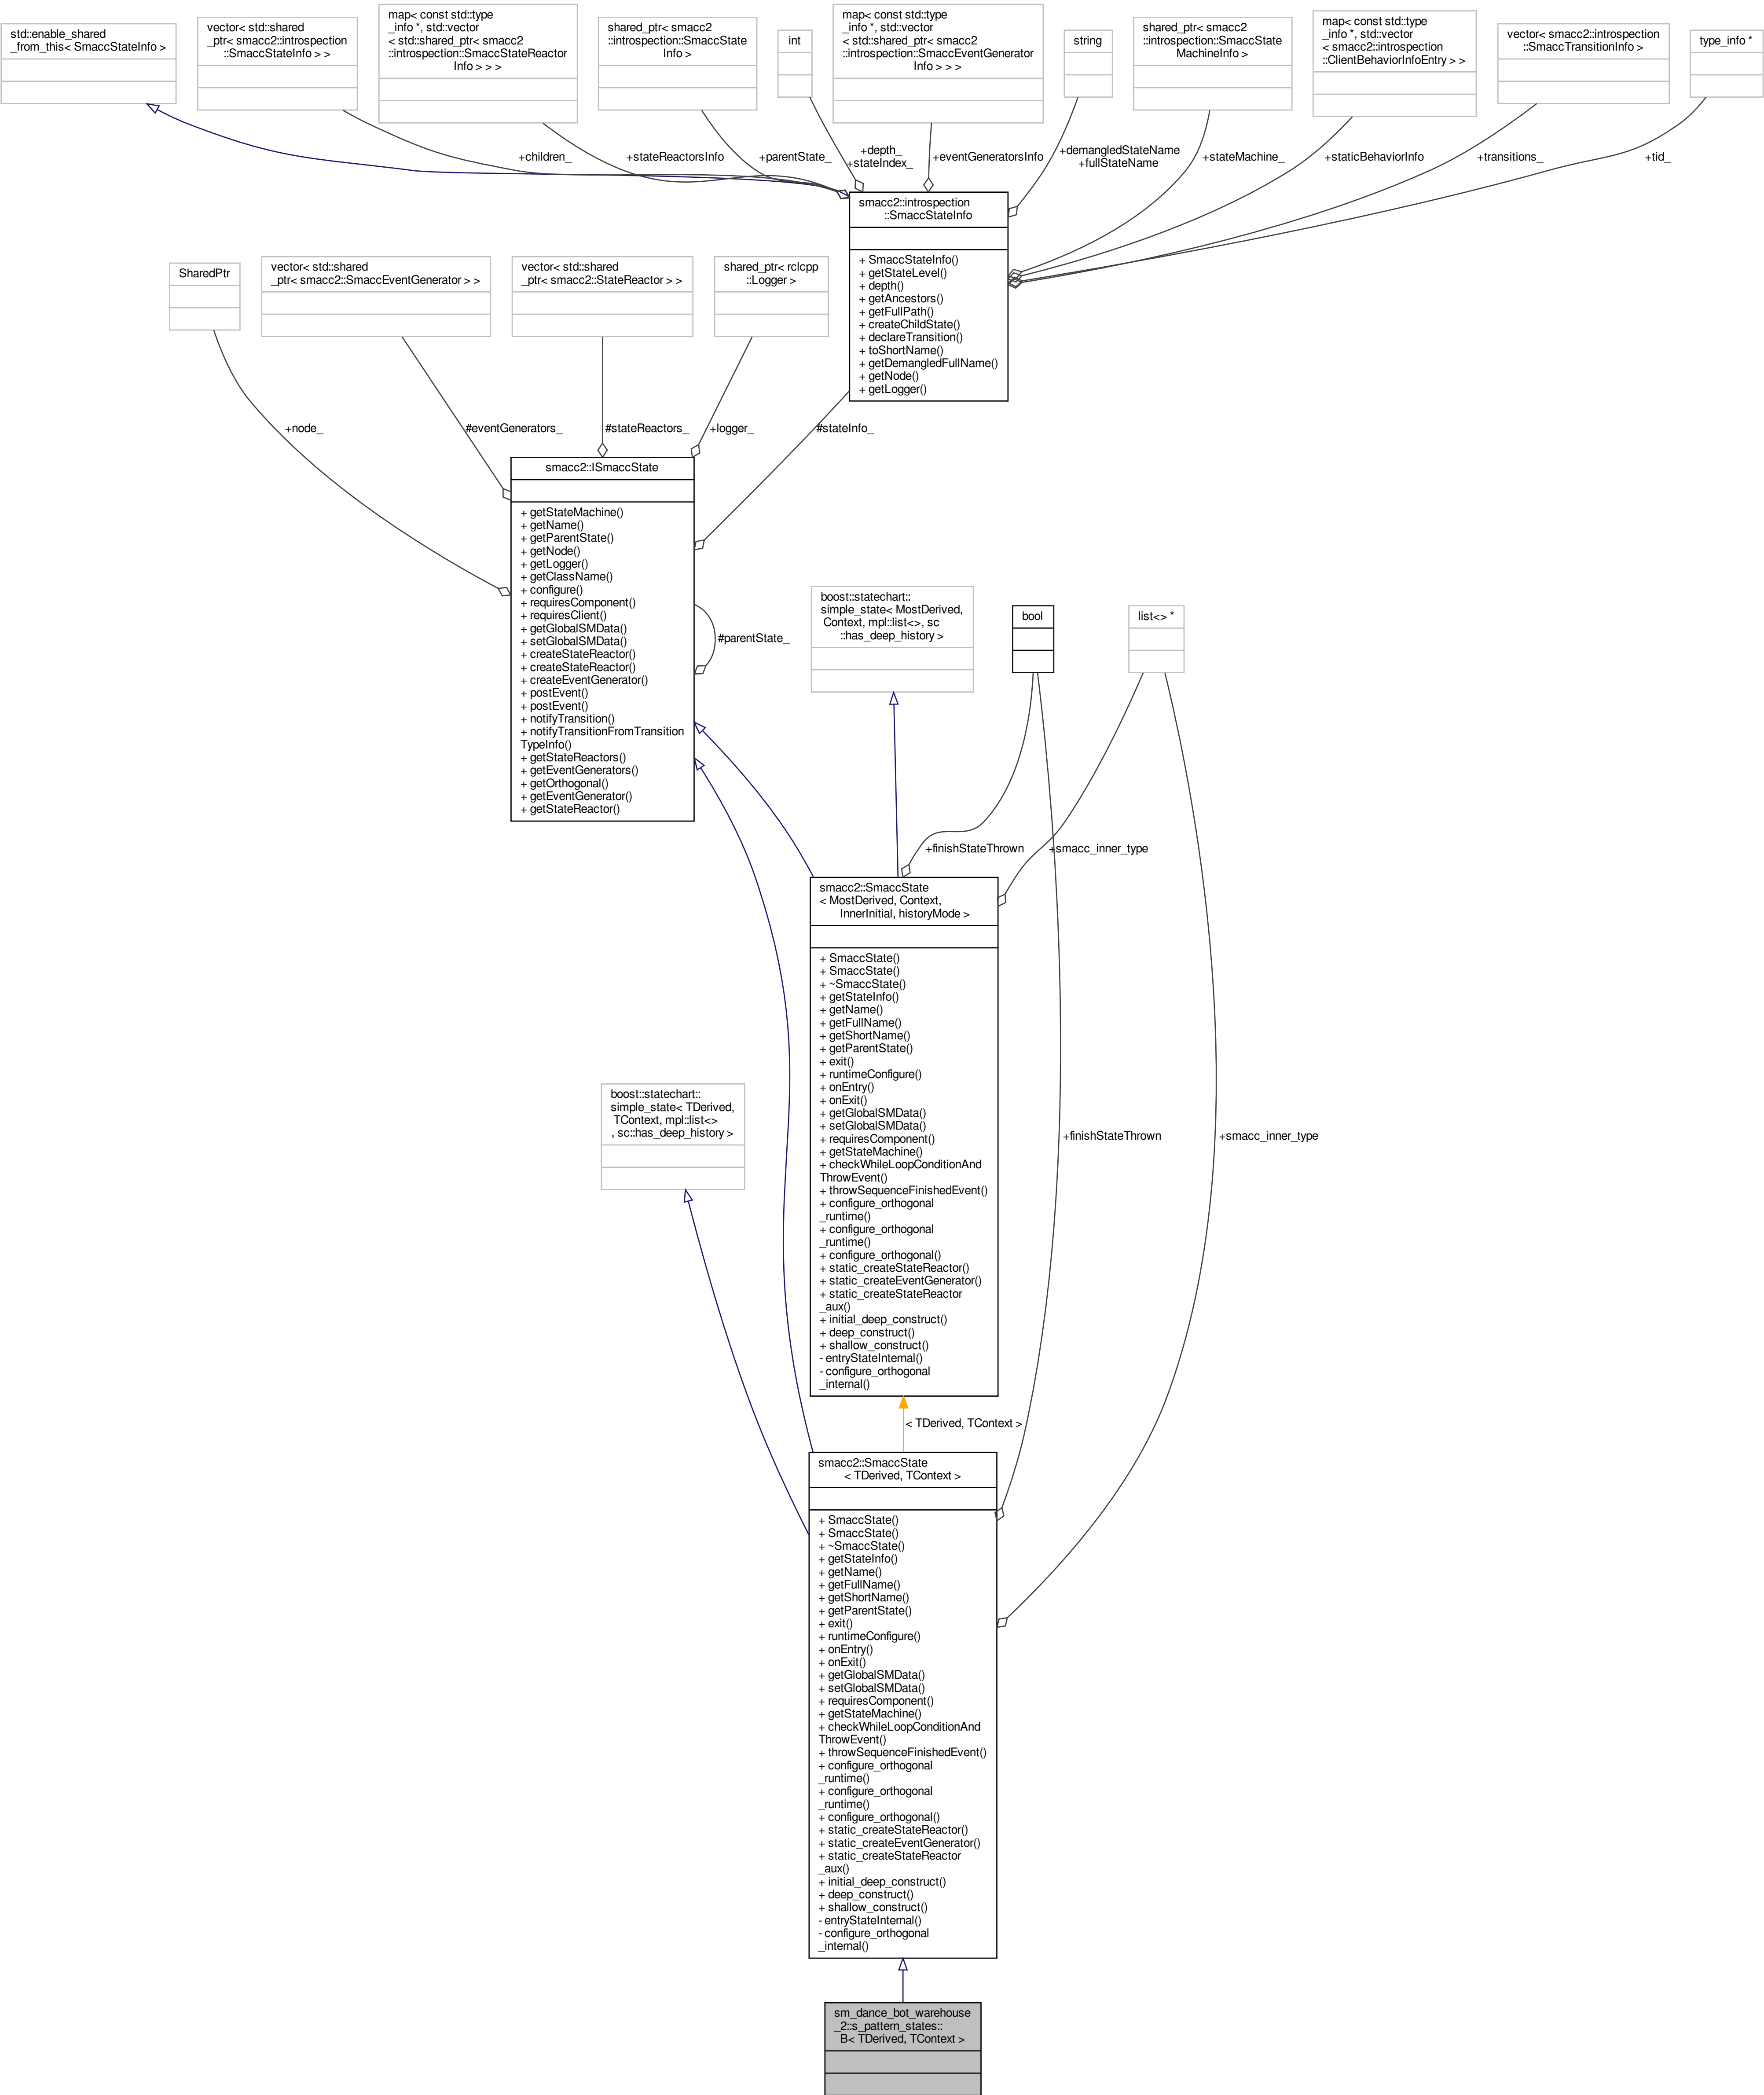 std::enable_shared
_from_this< SmaccStateInfo >
vector< std::shared
_ptr< smacc2::introspection
::SmaccStateInfo > >
map< const std::type
_info *, std::vector
< std::shared_ptr< smacc2
::introspection::SmaccStateReactor
Info > > >
shared_ptr< smacc2
::introspection::SmaccState
Info >
int
map< const std::type
_info *, std::vector
< std::shared_ptr< smacc2
::introspection::SmaccEventGenerator
Info > > >
string
shared_ptr< smacc2
::introspection::SmaccState
MachineInfo >
map< const std::type
_info *, std::vector
< smacc2::introspection
::ClientBehaviorInfoEntry > >
vector< smacc2::introspection
::SmaccTransitionInfo >
type_info *
+children_
+stateReactorsInfo
+parentState_
+depth_
+stateIndex_
+eventGeneratorsInfo
+demangledStateName
+fullStateName
+stateMachine_
+staticBehaviorInfo
+transitions_
+tid_
smacc2::introspection
::SmaccStateInfo
+ SmaccStateInfo()
+ getStateLevel()
+ depth()
+ getAncestors()
+ getFullPath()
+ createChildState()
+ declareTransition()
+ toShortName()
+ getDemangledFullName()
+ getNode()
+ getLogger()
SharedPtr
vector< std::shared
_ptr< smacc2::SmaccEventGenerator > >
vector< std::shared
_ptr< smacc2::StateReactor > >
shared_ptr< rclcpp
::Logger >
+node_
#eventGenerators_
#stateReactors_
+logger_
#stateInfo_
smacc2::ISmaccState
+ getStateMachine()
+ getName()
+ getParentState()
+ getNode()
+ getLogger()
+ getClassName()
+ configure()
+ requiresComponent()
+ requiresClient()
+ getGlobalSMData()
+ setGlobalSMData()
+ createStateReactor()
+ createStateReactor()
+ createEventGenerator()
+ postEvent()
+ postEvent()
+ notifyTransition()
+ notifyTransitionFromTransition
TypeInfo()
+ getStateReactors()
+ getEventGenerators()
+ getOrthogonal()
+ getEventGenerator()
+ getStateReactor()
#parentState_
boost::statechart::
simple_state< MostDerived,
Context, mpl::list<>, sc
::has_deep_history >
bool
list<> *
+finishStateThrown
+smacc_inner_type
smacc2::SmaccState
< MostDerived, Context,
InnerInitial, historyMode >
+ SmaccState()
+ SmaccState()
+ ~SmaccState()
+ getStateInfo()
+ getName()
+ getFullName()
+ getShortName()
+ getParentState()
+ exit()
+ runtimeConfigure()
+ onEntry()
+ onExit()
+ getGlobalSMData()
+ setGlobalSMData()
+ requiresComponent()
+ getStateMachine()
+ checkWhileLoopConditionAnd
ThrowEvent()
+ throwSequenceFinishedEvent()
+ configure_orthogonal
_runtime()
+ configure_orthogonal
_runtime()
+ configure_orthogonal()
+ static_createStateReactor()
+ static_createEventGenerator()
+ static_createStateReactor
_aux()
+ initial_deep_construct()
+ deep_construct()
+ shallow_construct()
- entryStateInternal()
- configure_orthogonal
_internal()
boost::statechart::
simple_state< TDerived,
TContext, mpl::list<>
, sc::has_deep_history >
+finishStateThrown
+smacc_inner_type
< TDerived, TContext >
smacc2::SmaccState
< TDerived, TContext >
+ SmaccState()
+ SmaccState()
+ ~SmaccState()
+ getStateInfo()
+ getName()
+ getFullName()
+ getShortName()
+ getParentState()
+ exit()
+ runtimeConfigure()
+ onEntry()
+ onExit()
+ getGlobalSMData()
+ setGlobalSMData()
+ requiresComponent()
+ getStateMachine()
+ checkWhileLoopConditionAnd
ThrowEvent()
+ throwSequenceFinishedEvent()
+ configure_orthogonal
_runtime()
+ configure_orthogonal
_runtime()
+ configure_orthogonal()
+ static_createStateReactor()
+ static_createEventGenerator()
+ static_createStateReactor
_aux()
+ initial_deep_construct()
+ deep_construct()
+ shallow_construct()
- entryStateInternal()
- configure_orthogonal
_internal()
sm_dance_bot_warehouse
_2::s_pattern_states::
B< TDerived, TContext >